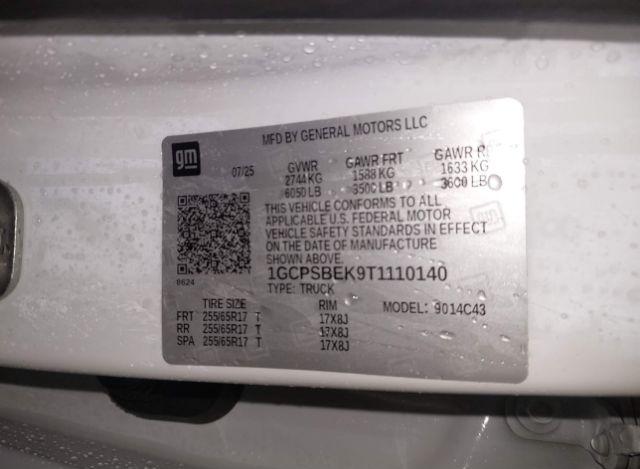 MFD BY GENERAL MOTORS LLC
gm
07/25 GVWR GAWR FRT GAWR RR
2744 KG 1588 KG 1633 KG
6050 LB 3500 LB 3600 LB
THIS VEHICLE CONFORMS TO ALL
APPLICABLE U.S. FEDERAL MOTOR
VEHICLE SAFETY STANDARDS IN EFFECT
ON THE DATE OF MANUFACTURE
SHOWN ABOVE.
8624
1GCPSBEK9T1110140
TYPE: TRUCK
TIRE SIZE RIM MODEL: 9014C43
FRT 255/65R17 T 17X8J
RR 255/65R17 T 17X8J
SPA 255/65R17 T 17X8J